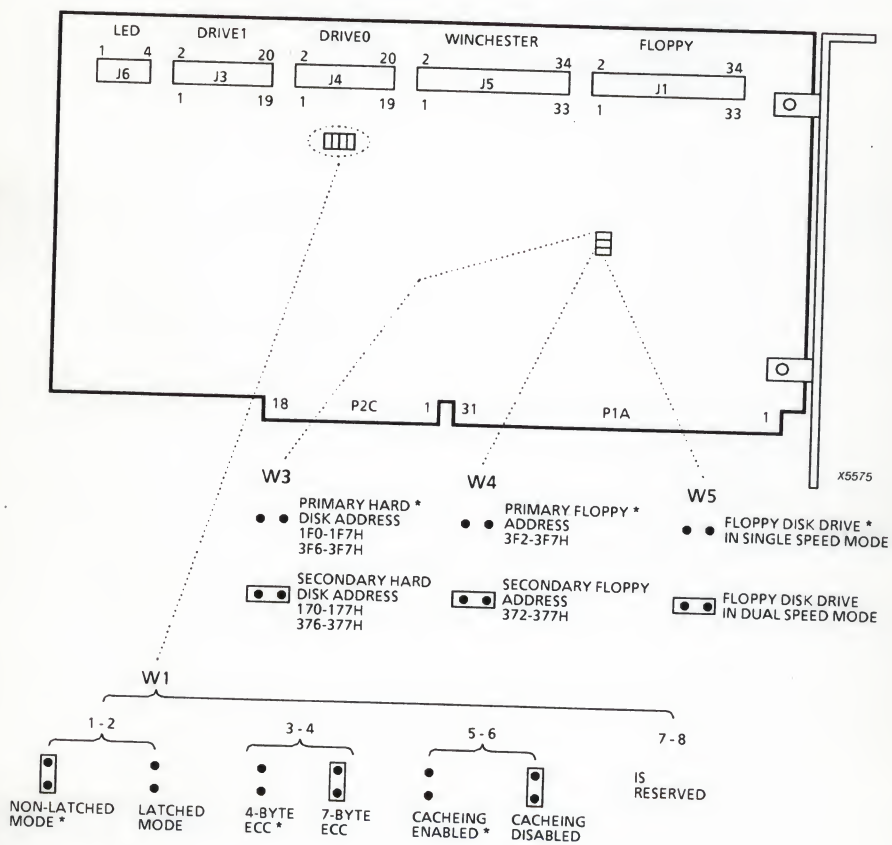 LED DRIVE1 DRIVE0 WINCHESTER FLOPPY
1 4 2 20 2 20 2 34 2 34
J6 J3 J4 J5 J1
1 19 1 19 1 33 1 33
18 P2C 1 31 P1A 1
X5575
W3 W4 W5
PRIMARY HARD *
DISK ADDRESS
1F0-1F7H
3F6-3F7H
PRIMARY FLOPPY *
ADDRESS
3F2-3F7H
FLOPPY DISK DRIVE *
IN SINGLE SPEED MODE
SECONDARY HARD
DISK ADDRESS
170-177H
376-377H
SECONDARY FLOPPY
ADDRESS
372-377H
FLOPPY DISK DRIVE
IN DUAL SPEED MODE
W1
1 - 2 3 - 4 5 - 6 7 - 8
NON-LATCHED
MODE *
LATCHED
MODE
4-BYTE
ECC *
7-BYTE
ECC
CACHEING
ENABLED *
CACHEING
DISABLED
IS
RESERVED